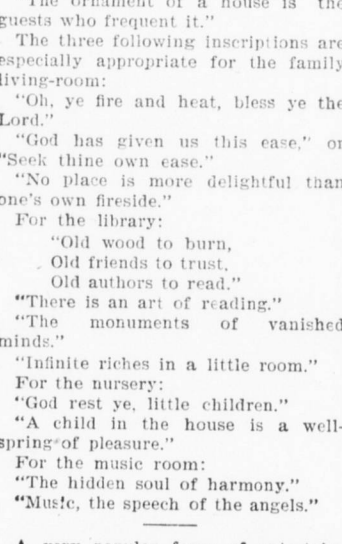 The ornament of a house is the
guests who frequent it."
The three following inscriptions are
especially appropriate for the family
living-room:
"Oh, ye fire and heat, bless ye the
Lord."
"God has given us this ease," or
"Seek thine own ease."
"No place is more delightful than
one's own fireside."
For the library:
"Old wood to burn,
Old friends to trust,
Old authors to read."
"There is an art of reading."
"The monuments of vanished
minds."
"Infinite riches in a little room."
For the nursery:
"God rest ye, little children."
"A child in the house is a well-
spring of pleasure."
For the music room:
"The hidden soul of harmony."
"Music, the speech of the angels."